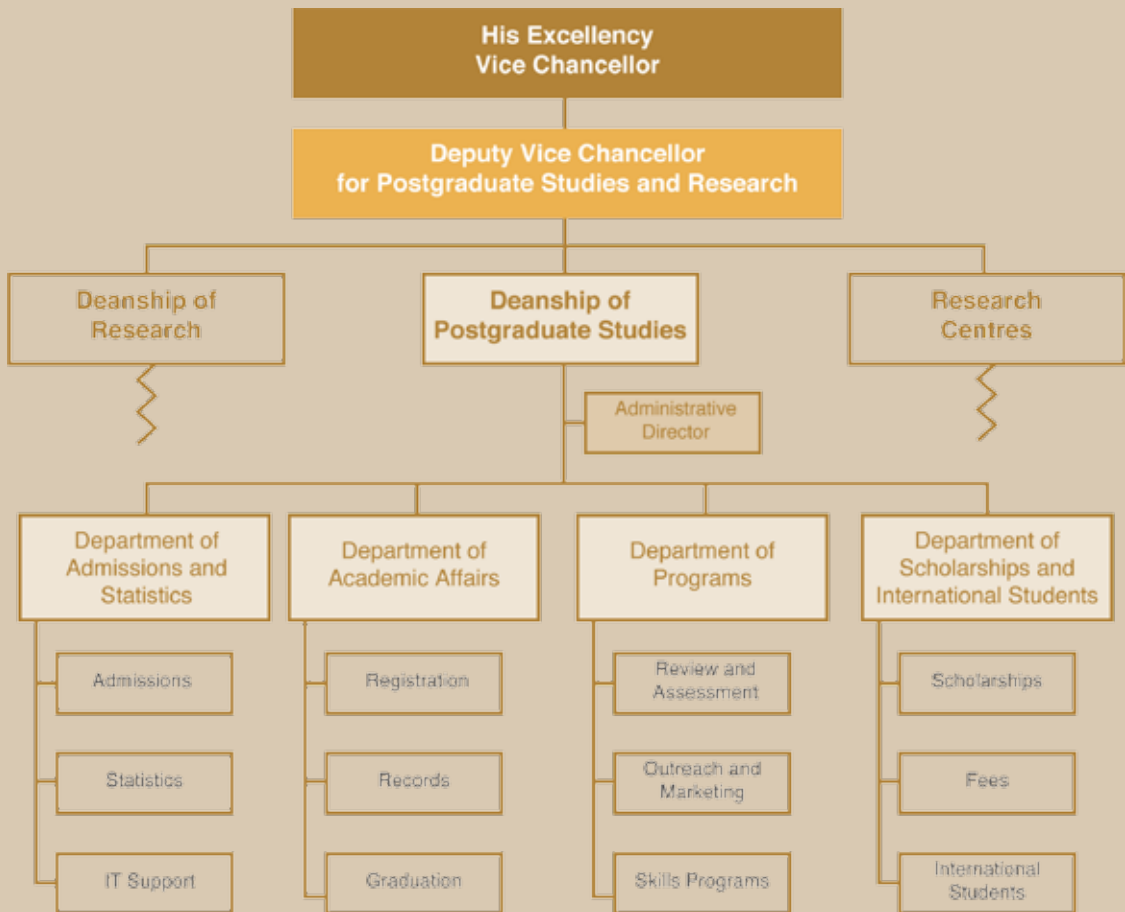 His Excellency
Vice Chancellor
Deputy Vice Chancellor
for Postgraduate Studies and Research
Deanship of
Research
Deanship of
Postgraduate Studies
Research
Centres
Administrative
Director
Department of
Admissions and
Statistics
Department of
Academic Affairs
Department of
Programs
Department of
Scholarships and
International Students
Admissions
Registration
Review and
Assessment
Scholarships
Statistics
Records
Outreach and
Marketing
Fees
IT Support
Graduation
Skills Programs
International
Students